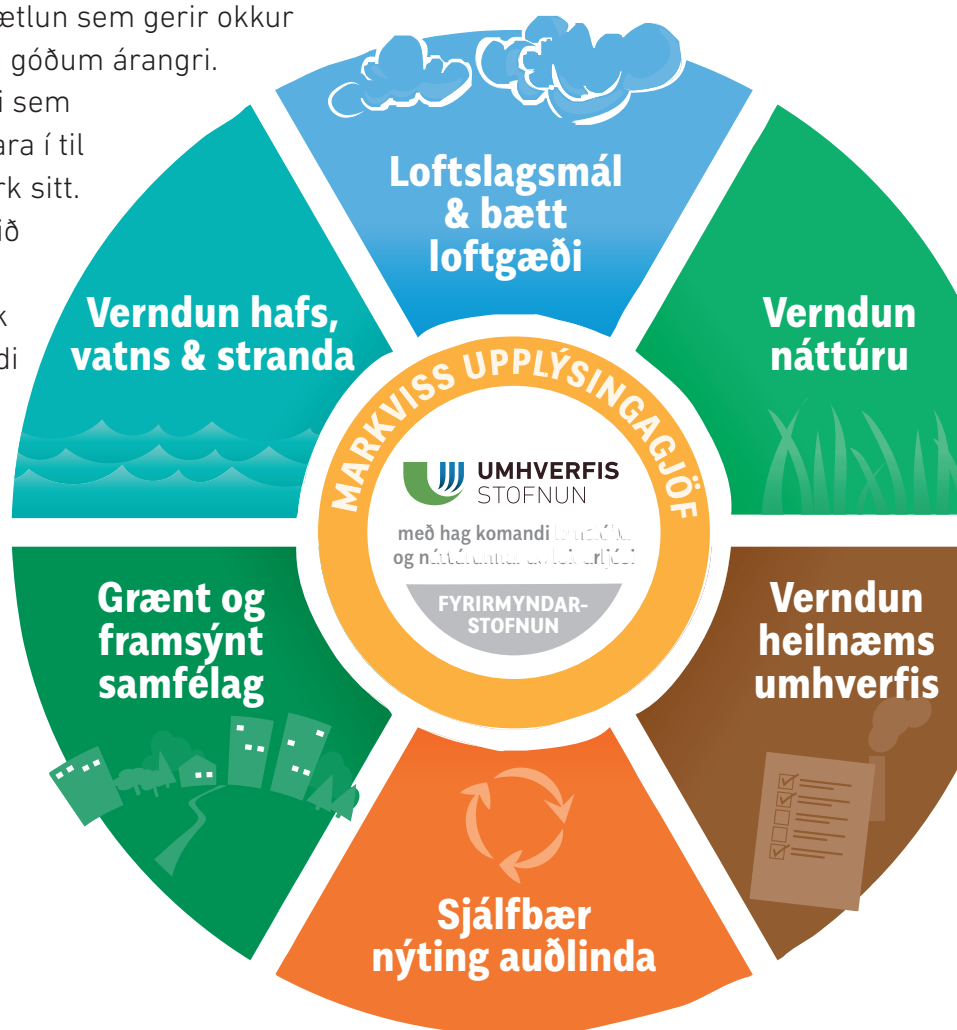 ætlun sem gerir okkur
góðum árangri.
i sem
ara í til
rk sitt.
ið
k
di
Loftslagsmál
& bætt
loftgæði
Verndun hafs,
vatns & stranda
Verndun
náttúru
MARKVISS UPPLÝSINGAGJÖF
UMHVERFIS
STOFNUN
með hag komandi
og
FYRIRMYNDAR-
STOFNUN
Grænt og
framsýnt
samfélag
Verndun
heilnæms
umhverfis
Sjálfbær
nýting auðlinda